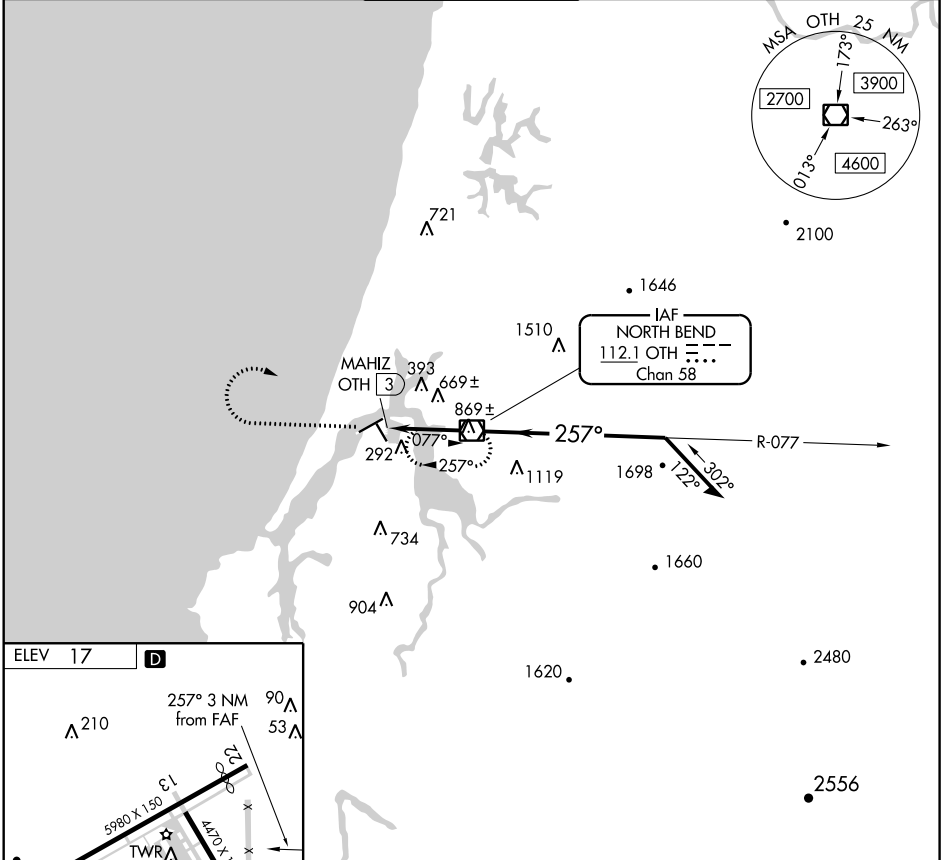 MSA OTH 25 NM
173°
3900
2700
263°
013°
4600
721
2100
1646
IAF
NORTH BEND
112.1 OTH
Chan 58
1510
MAHIZ
OTH 3
393
669±
869±
077°
257°
R-077
292
257°
1119
1698
122°
302°
734
1660
904
ELEV 17 D
2480
1620
257° 3 NM
from FAF
90
210
53
22
13
2556
5980 X 150
4470 X 1
TWR
X
X